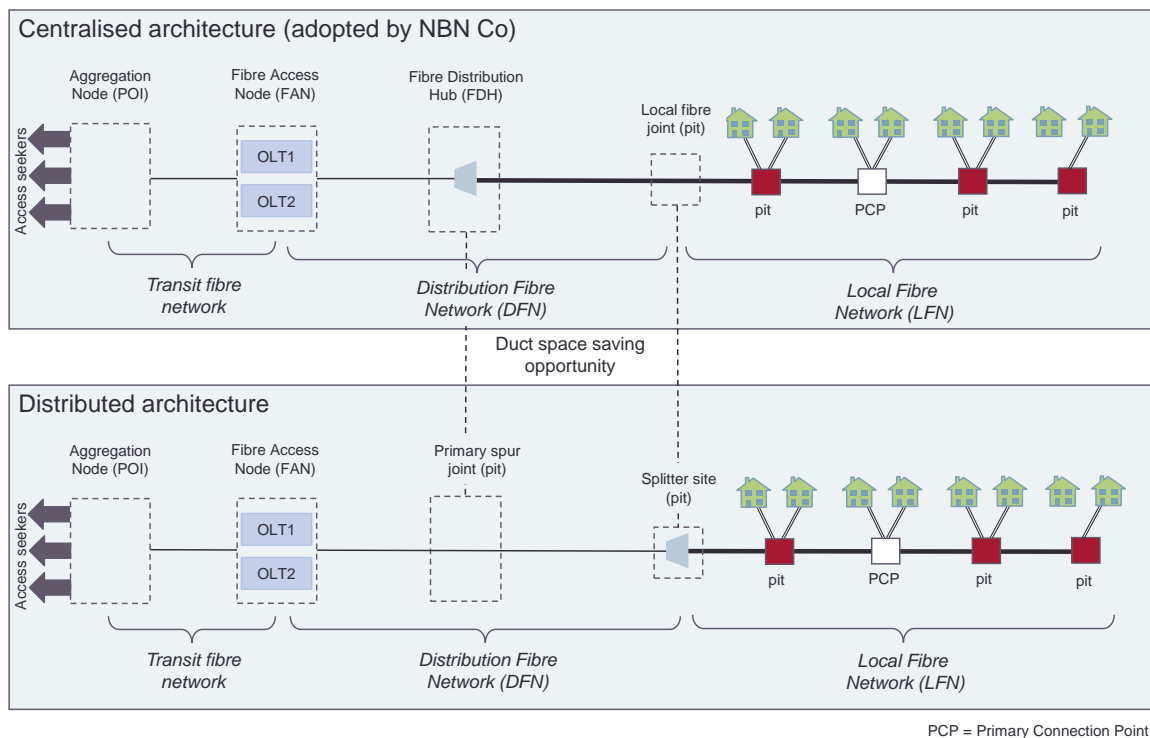 Centralised architecture (adopted by NBN Co)
Aggregation
Node (POI)
Fibre Access
Node (FAN)
Fibre Distribution
Hub (FDH)
Local fibre
joint (pit)
Access seekers
OLT1
OLT2
pit
PCP
pit
pit
Transit fibre
network
Distribution Fibre
Network (DFN)
Local Fibre
Network (LFN)
Duct space saving
opportunity
Distributed architecture
Aggregation
Node (POI)
Fibre Access
Node (FAN)
Primary spur
joint (pit)
Splitter site
(pit)
Access seekers
OLT1
OLT2
pit
PCP
pit
pit
Transit fibre
network
Distribution Fibre
Network (DFN)
Local Fibre
Network (LFN)
PCP = Primary Connection Point